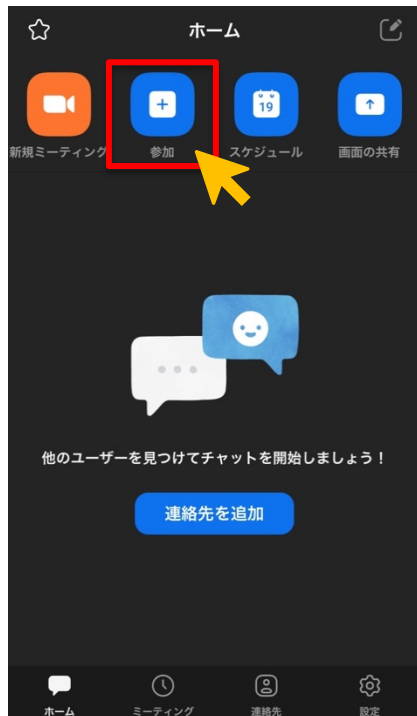 ホーム
新規ミーティング
参加
19
スケジュール
画面の共有
他のユーザーを見つけてチャットを開始しましょう！
連絡先を追加
ホーム
ミーティング
連絡先
設定